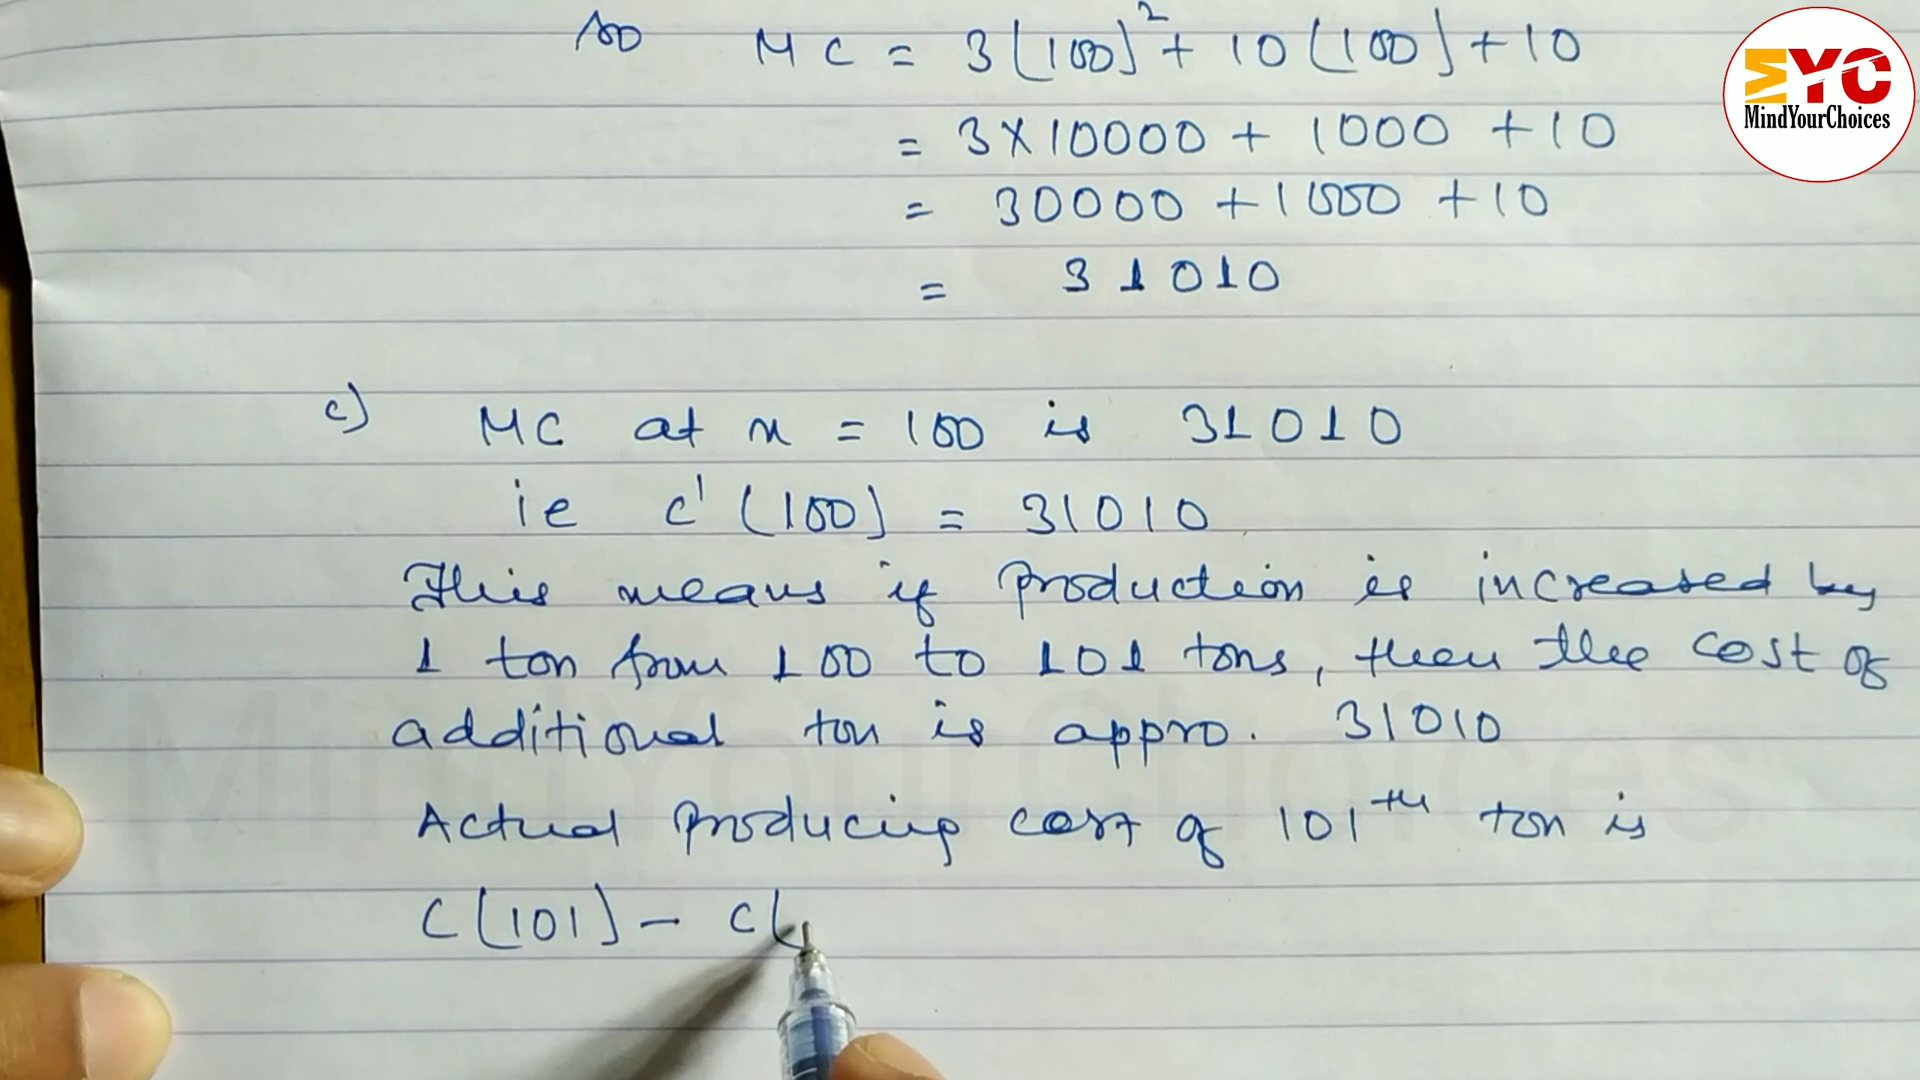 so MC = 3(100)² + 10(100) + 10
= 3×10000 + 1000 + 10
= 30000 + 1000 + 10
= 31010
c) MC at x = 100 is 31010
ie c'(100) = 31010
This means if production is increased by
1 ton from 100 to 101 tons, then the cost of
additional ton is appro. 31010
Actual producing cost of 101th ton is
C(101) - C(
MYC
MindYourChoices
MindYourChoices